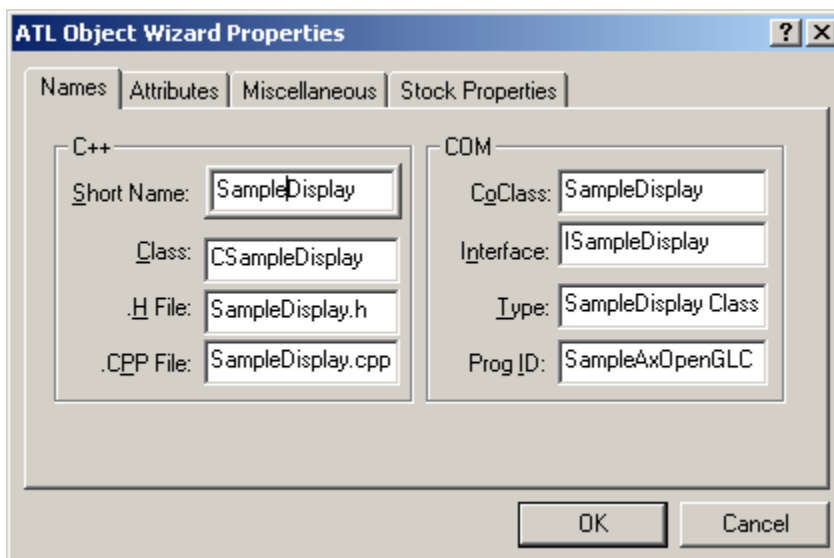 ATL Object Wizard Properties
Names Attributes Miscellaneous Stock Properties
C++
Short Name: SampleDisplay
Class: CSampleDisplay
.H File: SampleDisplay.h
.CPP File: SampleDisplay.cpp
COM
CoClass: SampleDisplay
Interface: ISampleDisplay
Type: SampleDisplay Class
Prog ID: SampleAxOpenGLC
OK Cancel